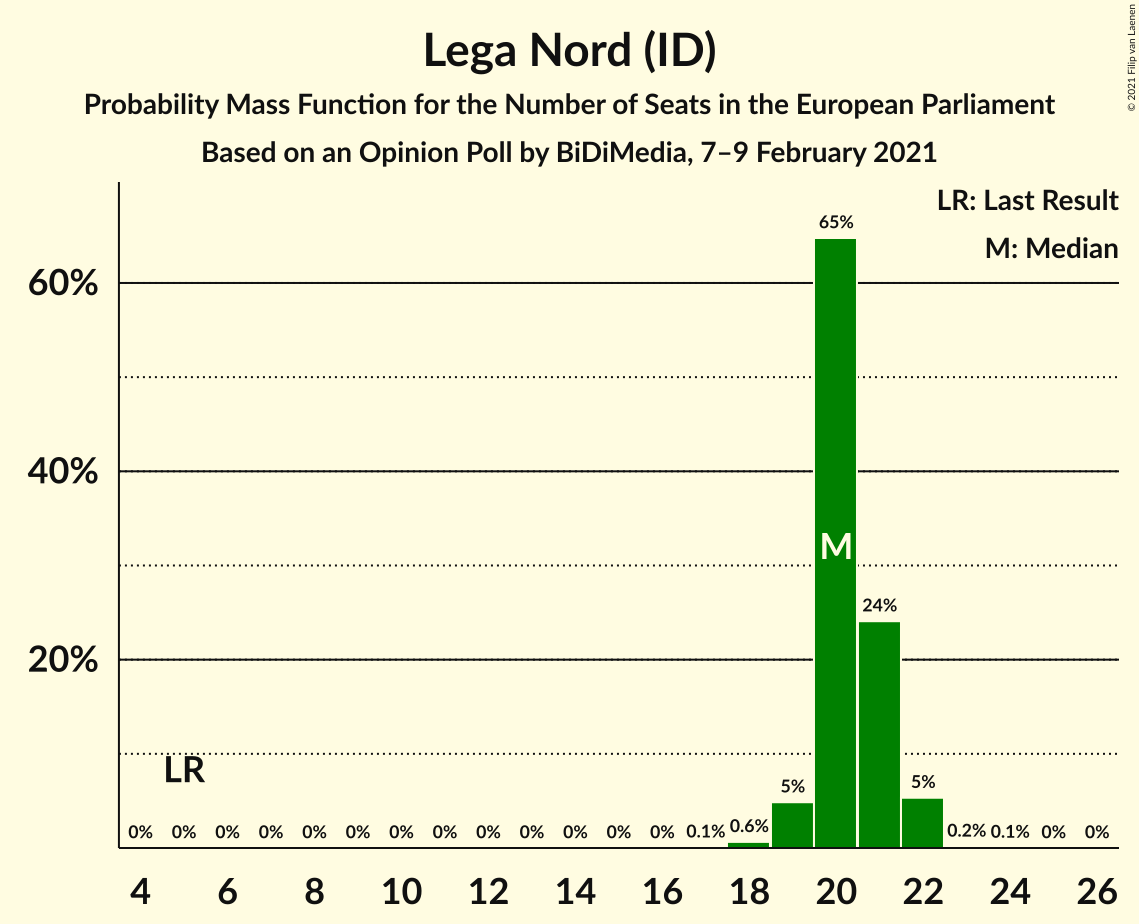 Lega Nord (ID)
Probability Mass Function for the Number of Seats in the European Parliament
Based on an Opinion Poll by BiDiMedia, 7–9 February 2021
© 2021 Filip van Laenen
LR: Last Result
M: Median
60%
40%
20%
65%
M
24%
LR
5%
5%
0% 0% 0% 0% 0% 0% 0% 0% 0% 0% 0% 0% 0% 0.1% 0.6% 0.2% 0.1% 0% 0%
4 6 8 10 12 14 16 18 20 22 24 26